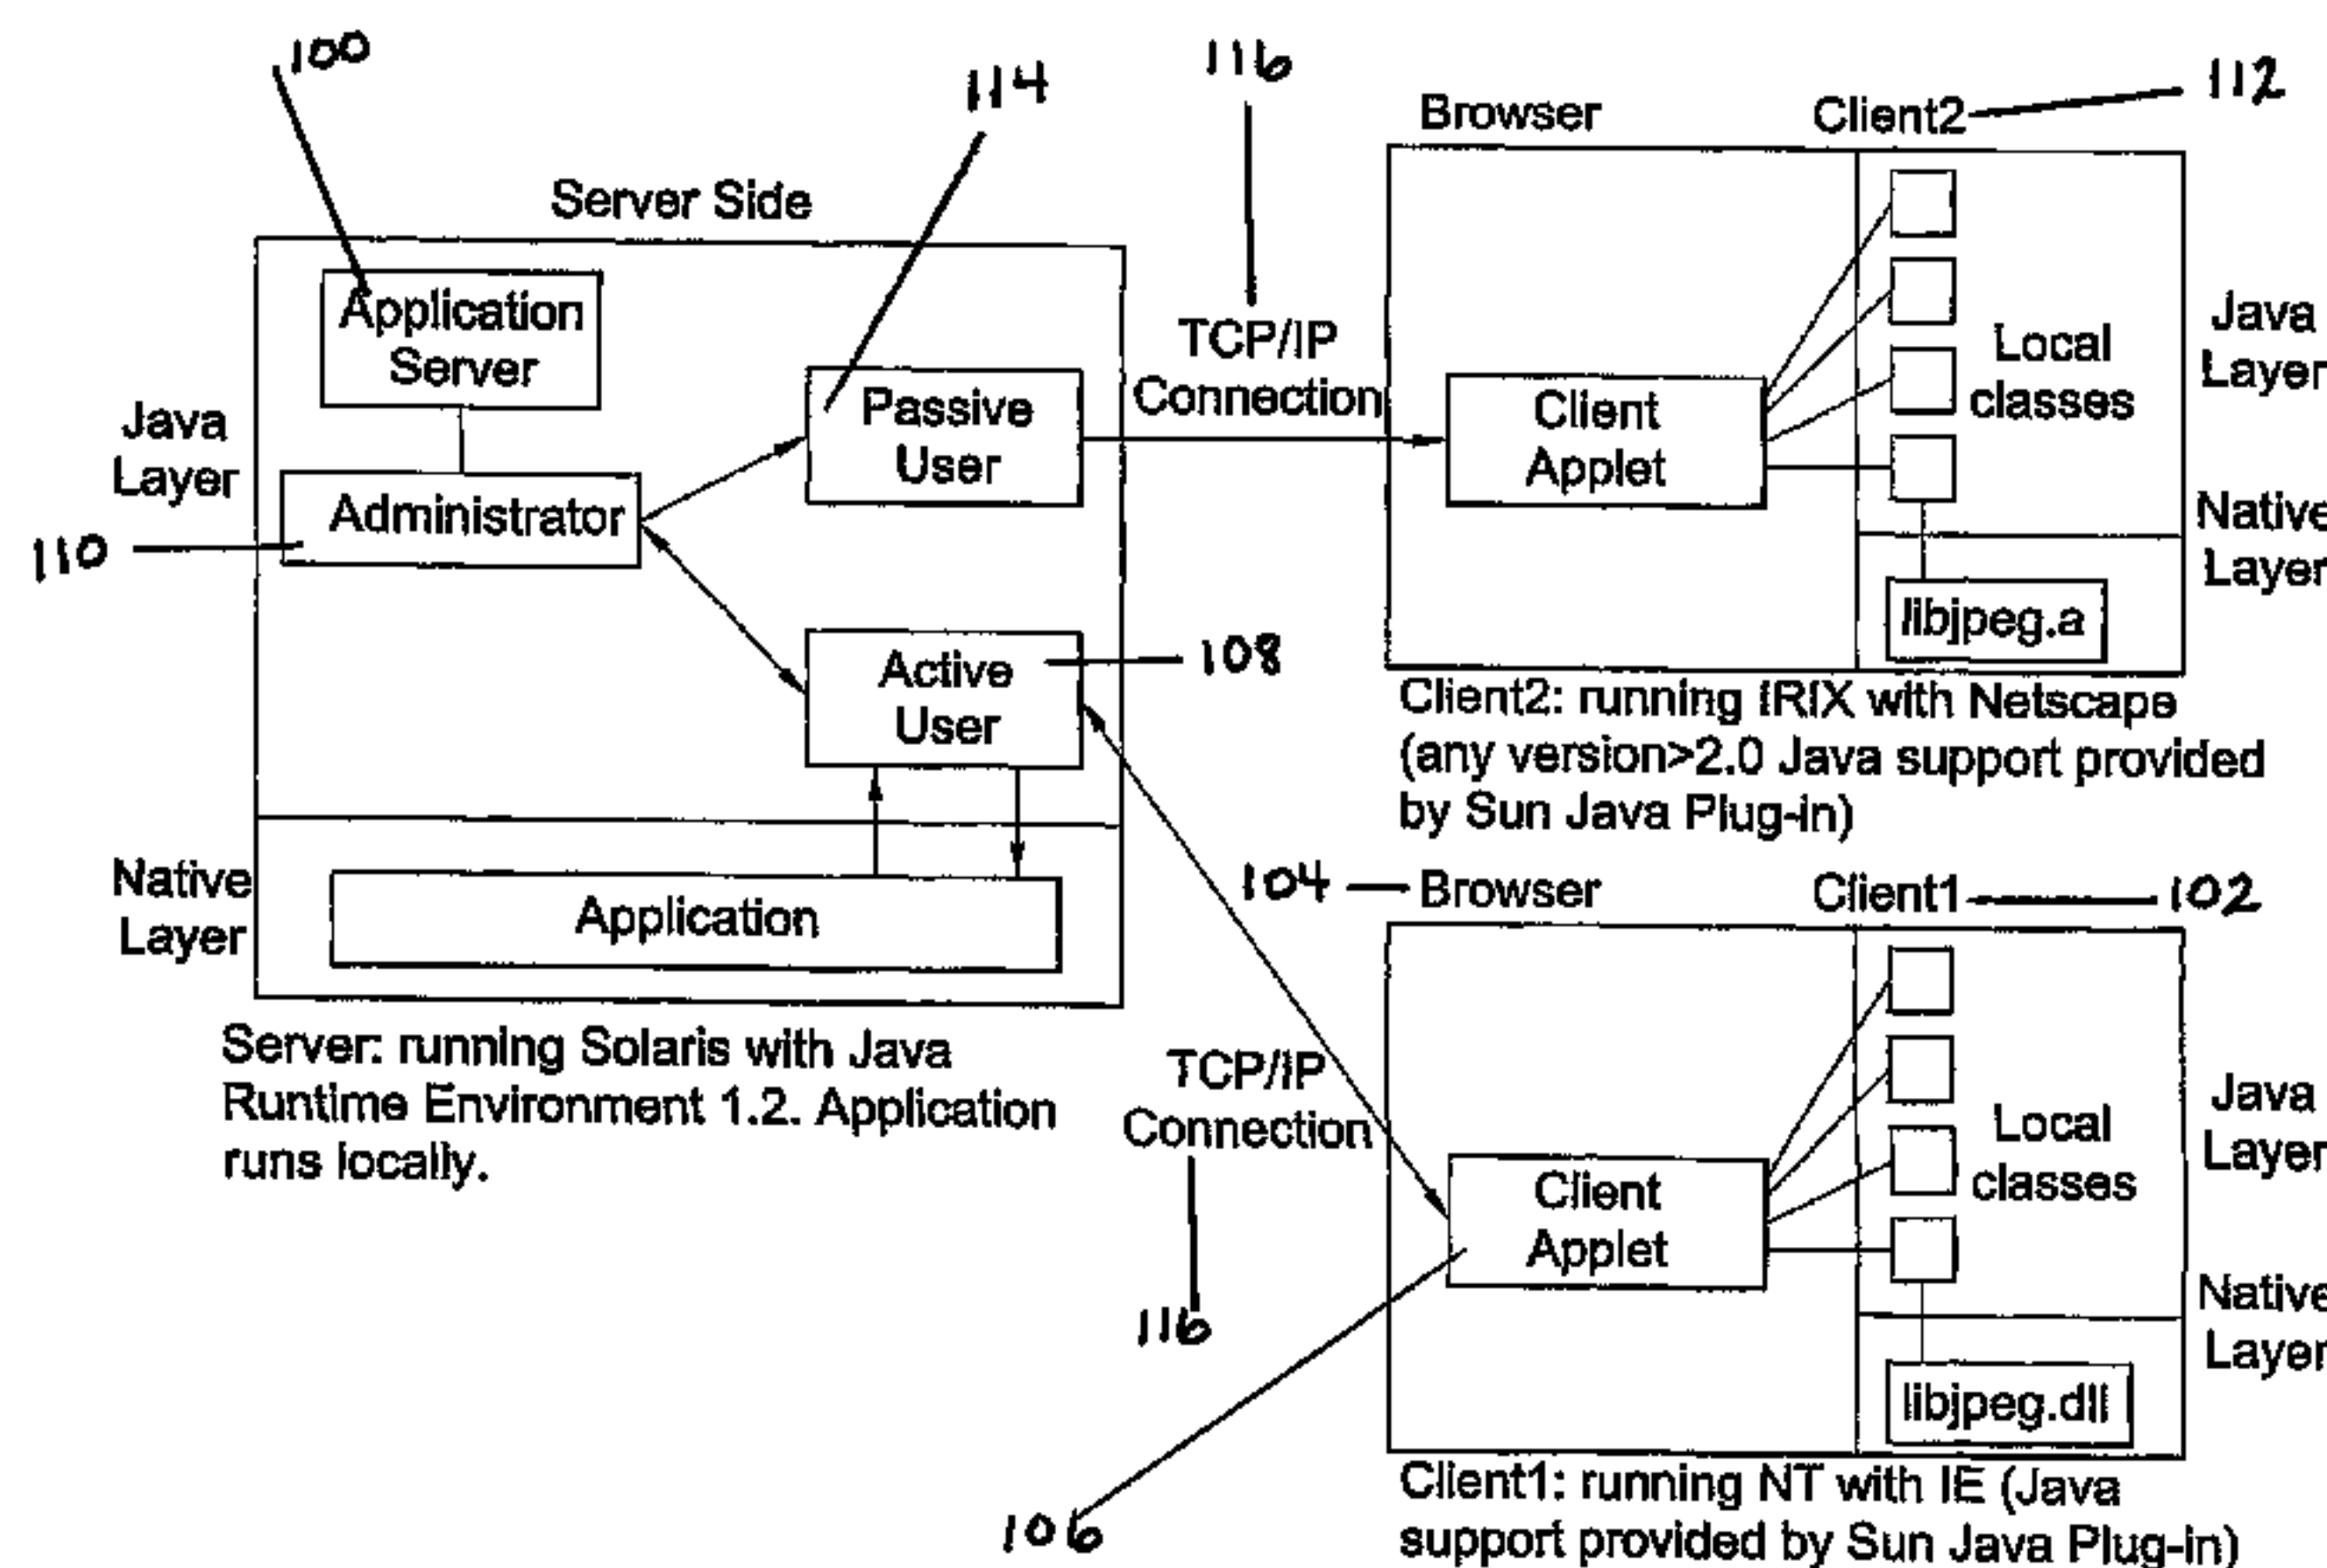 100
114
116
112
Browser
Client2
Server Side
Application
Server
Java
Layer
Administrator
110
Passive
User
TCP/IP
Connection
Client
Applet
Local
classes
Java
Layer
Native
Layer
libjpeg.a
Active
User
108
Client2: running IRIX with Netscape
(any version>2.0 Java support provided
by Sun Java Plug-in)
Native
Layer
Application
Server: running Solaris with Java
Runtime Environment 1.2. Application
runs locally.
104
Browser
Client1
102
TCP/IP
Connection
116
Client
Applet
Local
classes
Java
Layer
Native
Layer
libjpeg.dll
106
Client1: running NT with IE (Java
support provided by Sun Java Plug-in)